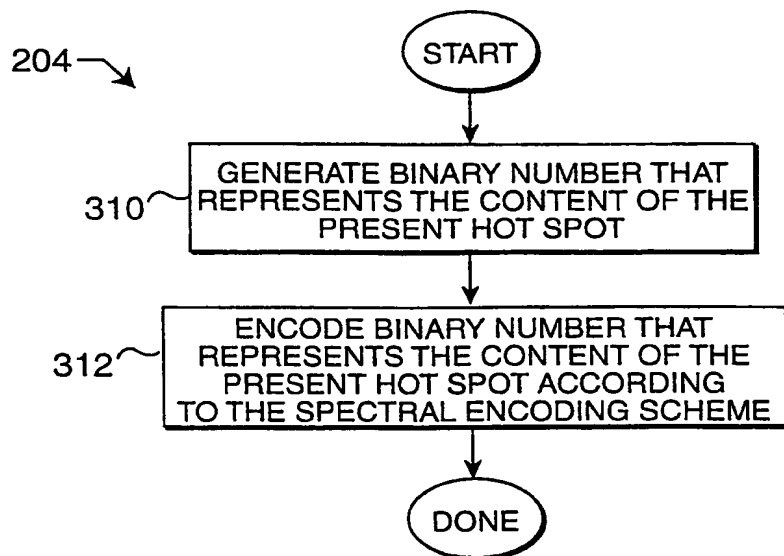 204
START
310
GENERATE BINARY NUMBER THAT
REPRESENTS THE CONTENT OF THE
PRESENT HOT SPOT
312
ENCODE BINARY NUMBER THAT
REPRESENTS THE CONTENT OF THE
PRESENT HOT SPOT ACCORDING
TO THE SPECTRAL ENCODING SCHEME
DONE